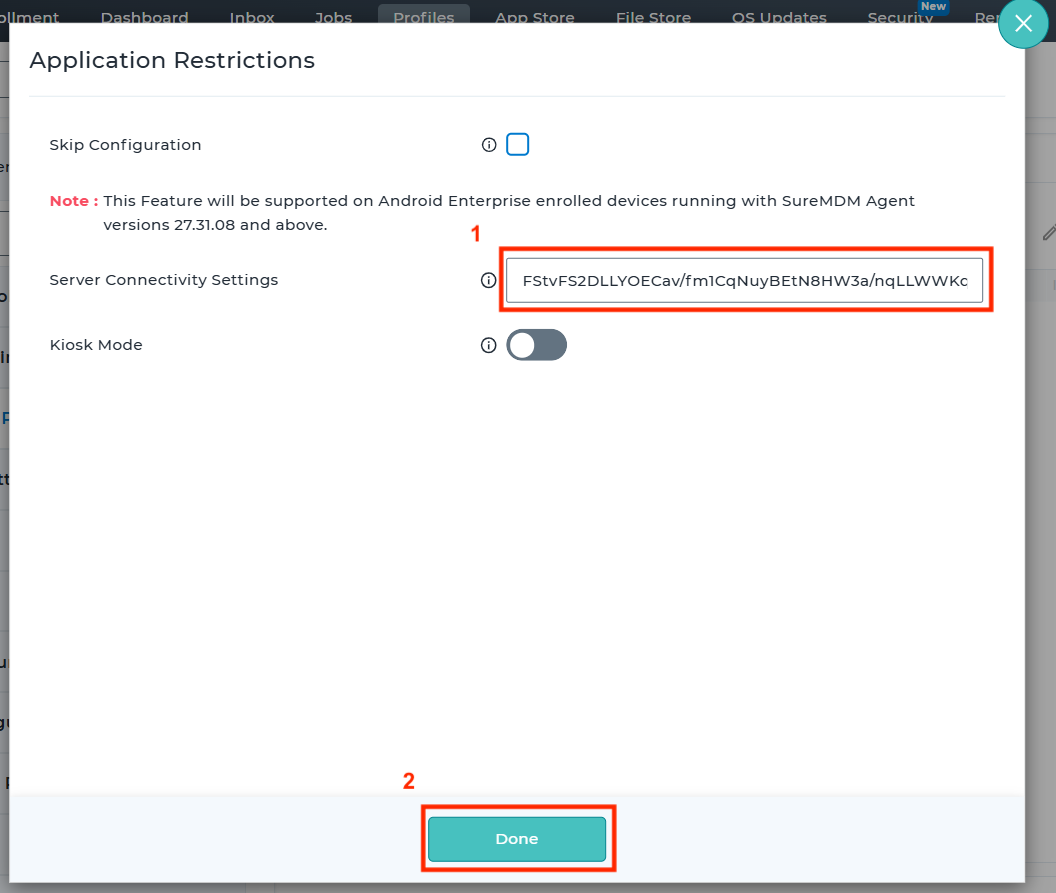 Dashboard Inbox Jobs Profiles App Store File Store OS Updates Security New
Application Restrictions
Skip Configuration
Note : This Feature will be supported on Android Enterprise enrolled devices running with SureMDM Agent
versions 27.31.08 and above.
1
Server Connectivity Settings
FStvFS2DLLYOECav/fm1CqNuyBEtN8HW3a/nqLLWWKc
Kiosk Mode
2
Done